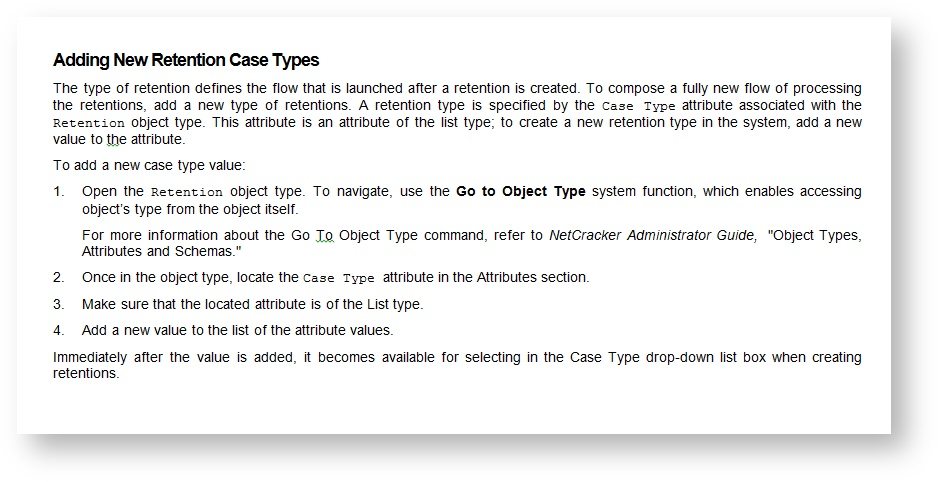 Adding New Retention Case Types
The type of retention defines the flow that is launched after a retention is created. To compose a fully new flow of processing
the retentions, add a new type of retentions. A retention type is specified by the Case Type attribute associated with the
Retention object type. This attribute is an attribute of the list type; to create a new retention type in the system, add a new
value to the attribute.
To add a new case type value:
1. Open the Retention object type. To navigate, use the Go to Object Type system function, which enables accessing
object's type from the object itself.
For more information about the Go To Object Type command, refer to NetCracker Administrator Guide, "Object Types,
Attributes and Schemas."
2. Once in the object type, locate the Case Type attribute in the Attributes section.
3. Make sure that the located attribute is of the List type.
4. Add a new value to the list of the attribute values.
Immediately after the value is added, it becomes available for selecting in the Case Type drop-down list box when creating
retentions.